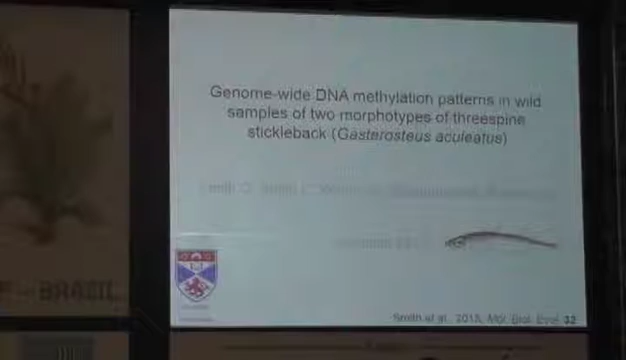 Genome-wide DNA methylation patterns in wild
samples of two morphotypes of threespine
stickleback (Gasterosteus aculeatus)
Smith et al., 2015, Mol. Biol. Evol. 32
BRAZIL